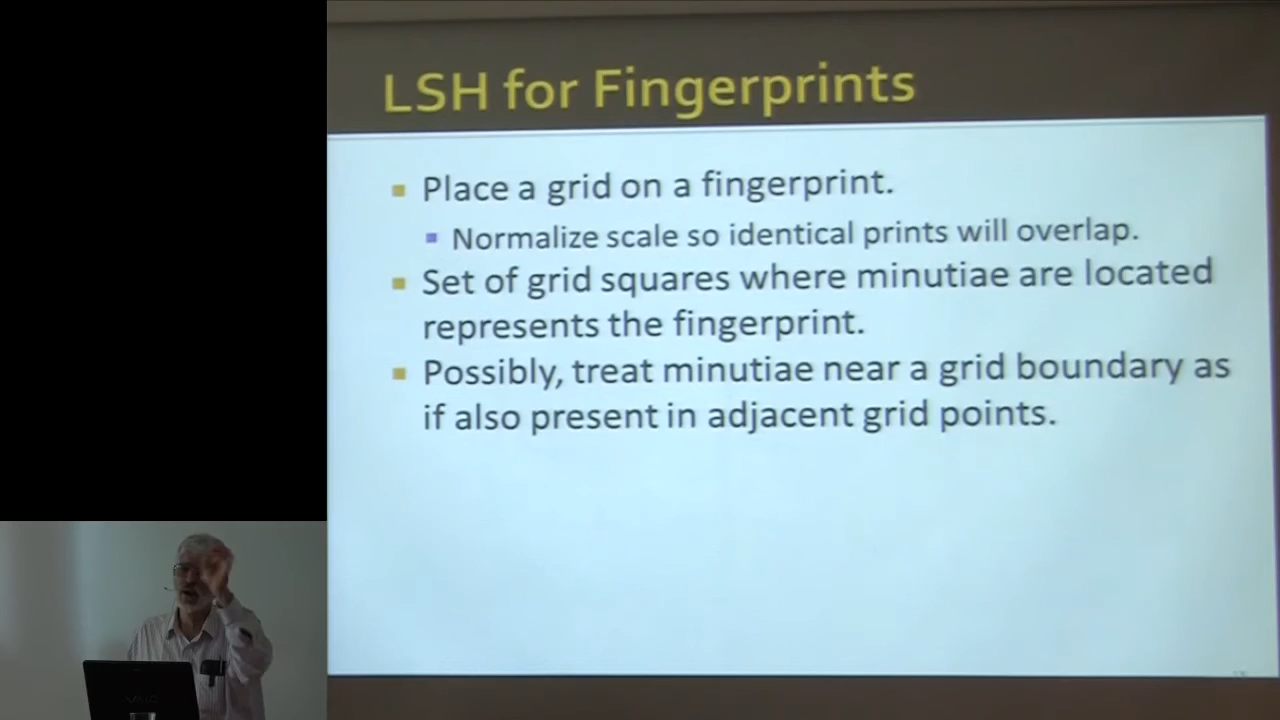 LSH for Fingerprints
Place a grid on a fingerprint.
Normalize scale so identical prints will overlap.
Set of grid squares where minutiae are located
represents the fingerprint.
Possibly, treat minutiae near a grid boundary as
if also present in adjacent grid points.
VAIO